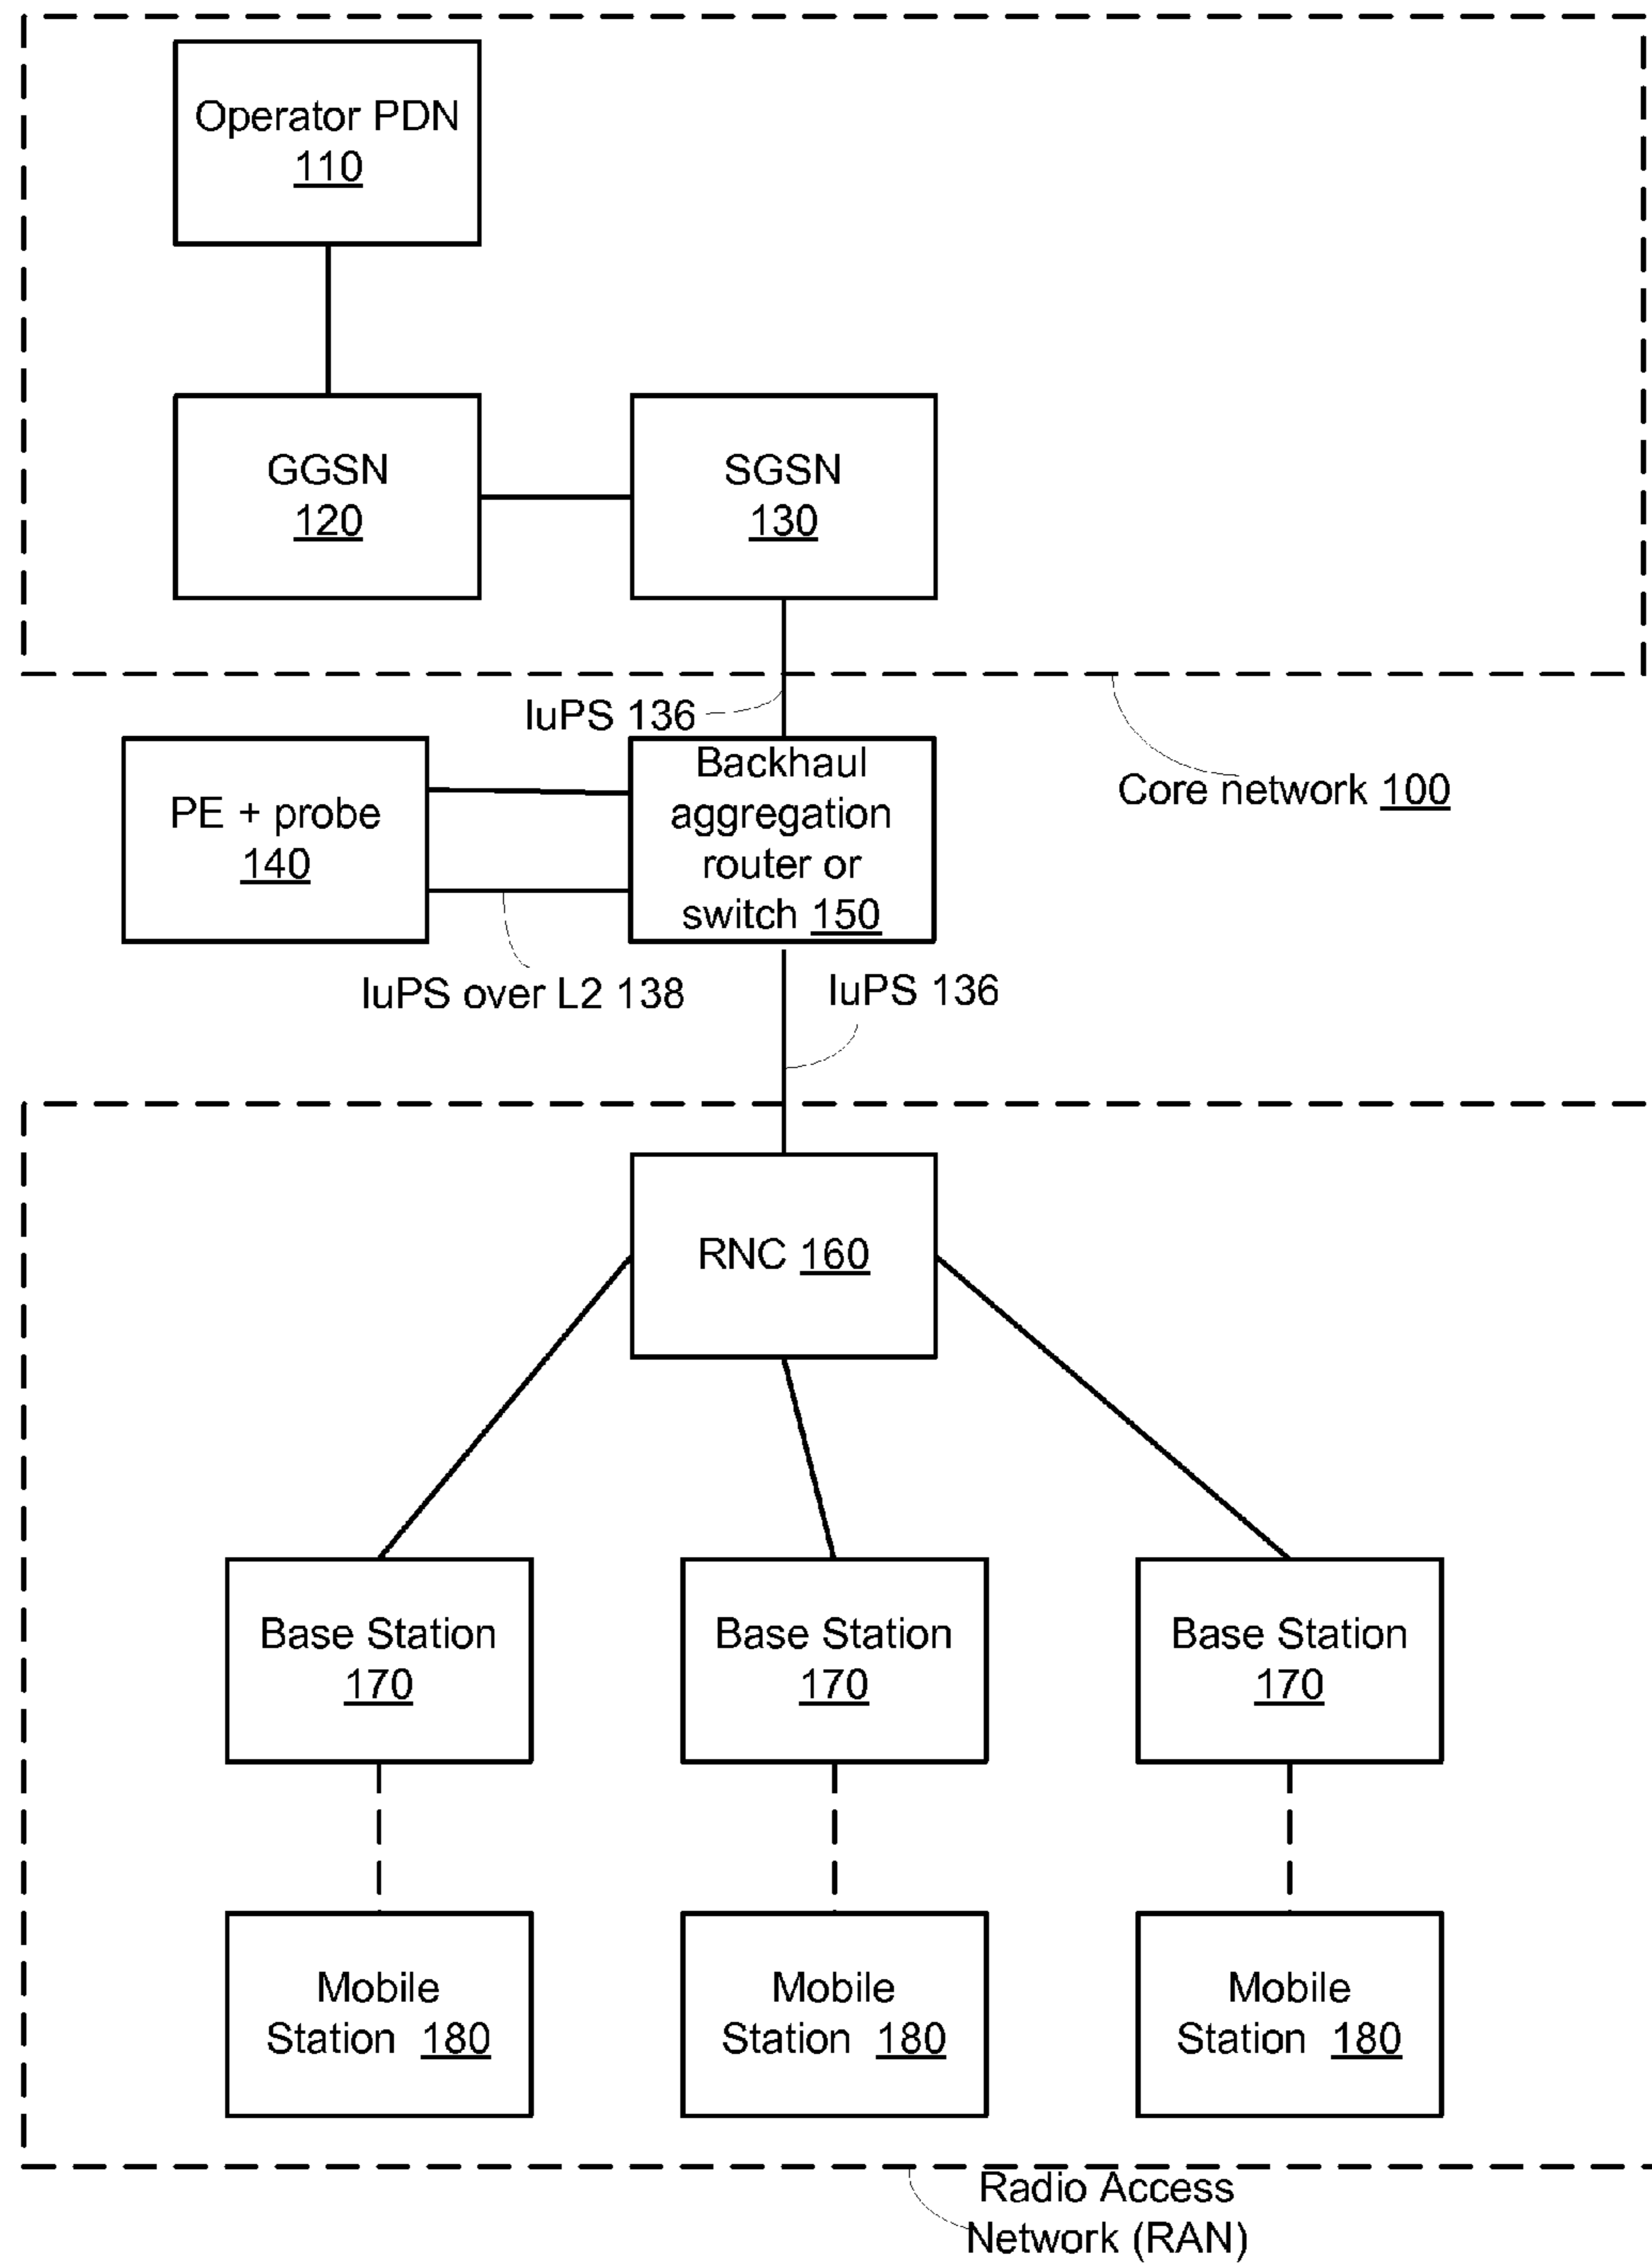 Operator PDN
110
GGSN
120
SGSN
130
IuPS 136
Core network 100
PE + probe
140
Backhaul
aggregation
router or
switch 150
IuPS over L2 138
IuPS 136
RNC 160
Base Station
170
Base Station
170
Base Station
170
Mobile
Station 180
Mobile
Station 180
Mobile
Station 180
Radio Access
Network (RAN)